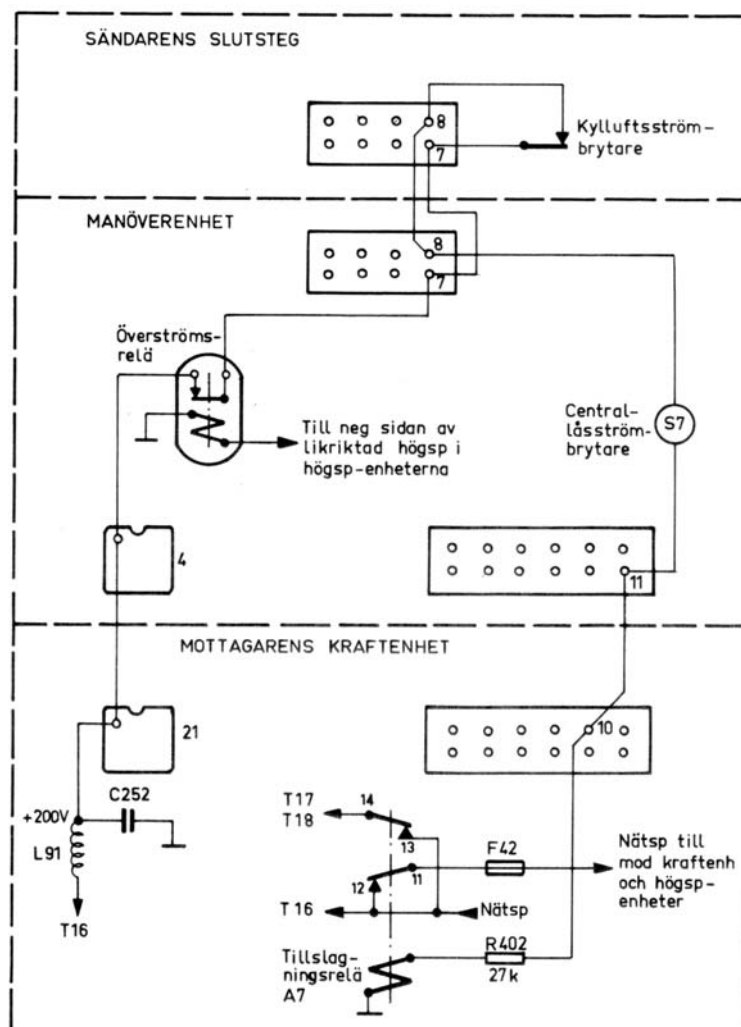 SÄNDARENS SLUTSTEG
8
7
Kylluftsström-
brytare
MANÖVERENHET
8
7
Överströms-
relä
Till neg sidan av
likriktad högsp i
högsp-enheterna
Central-
låsström-
brytare
S7
4
11
MOTTAGARENS KRAFTENHET
21
10
C252
+200V
L91
T16
T17
T18
14
13
F42
11
12
Nätsp till
mod kraftenh
och högsp-
enheter
T16
Nätsp
R402
27k
Tillslag-
ningsrelä
A7